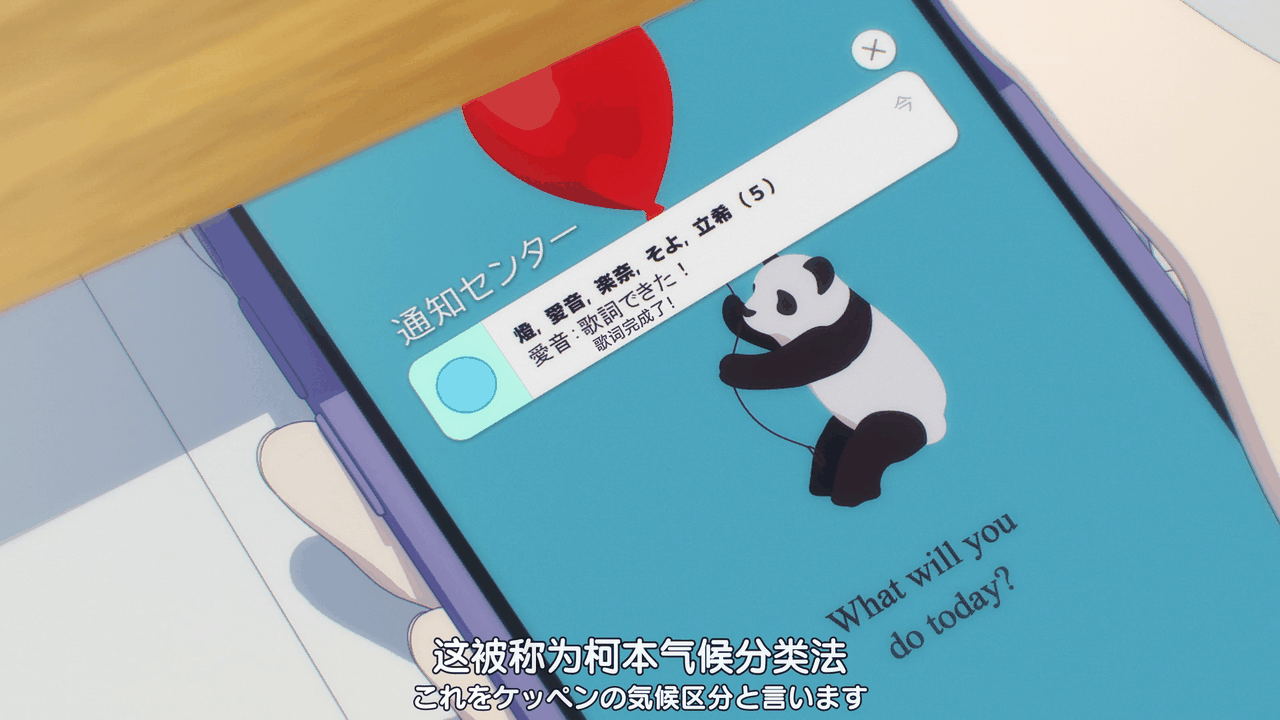 今
通知センター
燈, 愛音, 楽奈, そよ, 立希（5）
愛音：歌詞できた！
歌词完成了！
What will you
do today?
这被称为柯本气候分类法
これをケッペンの気候区分と言います